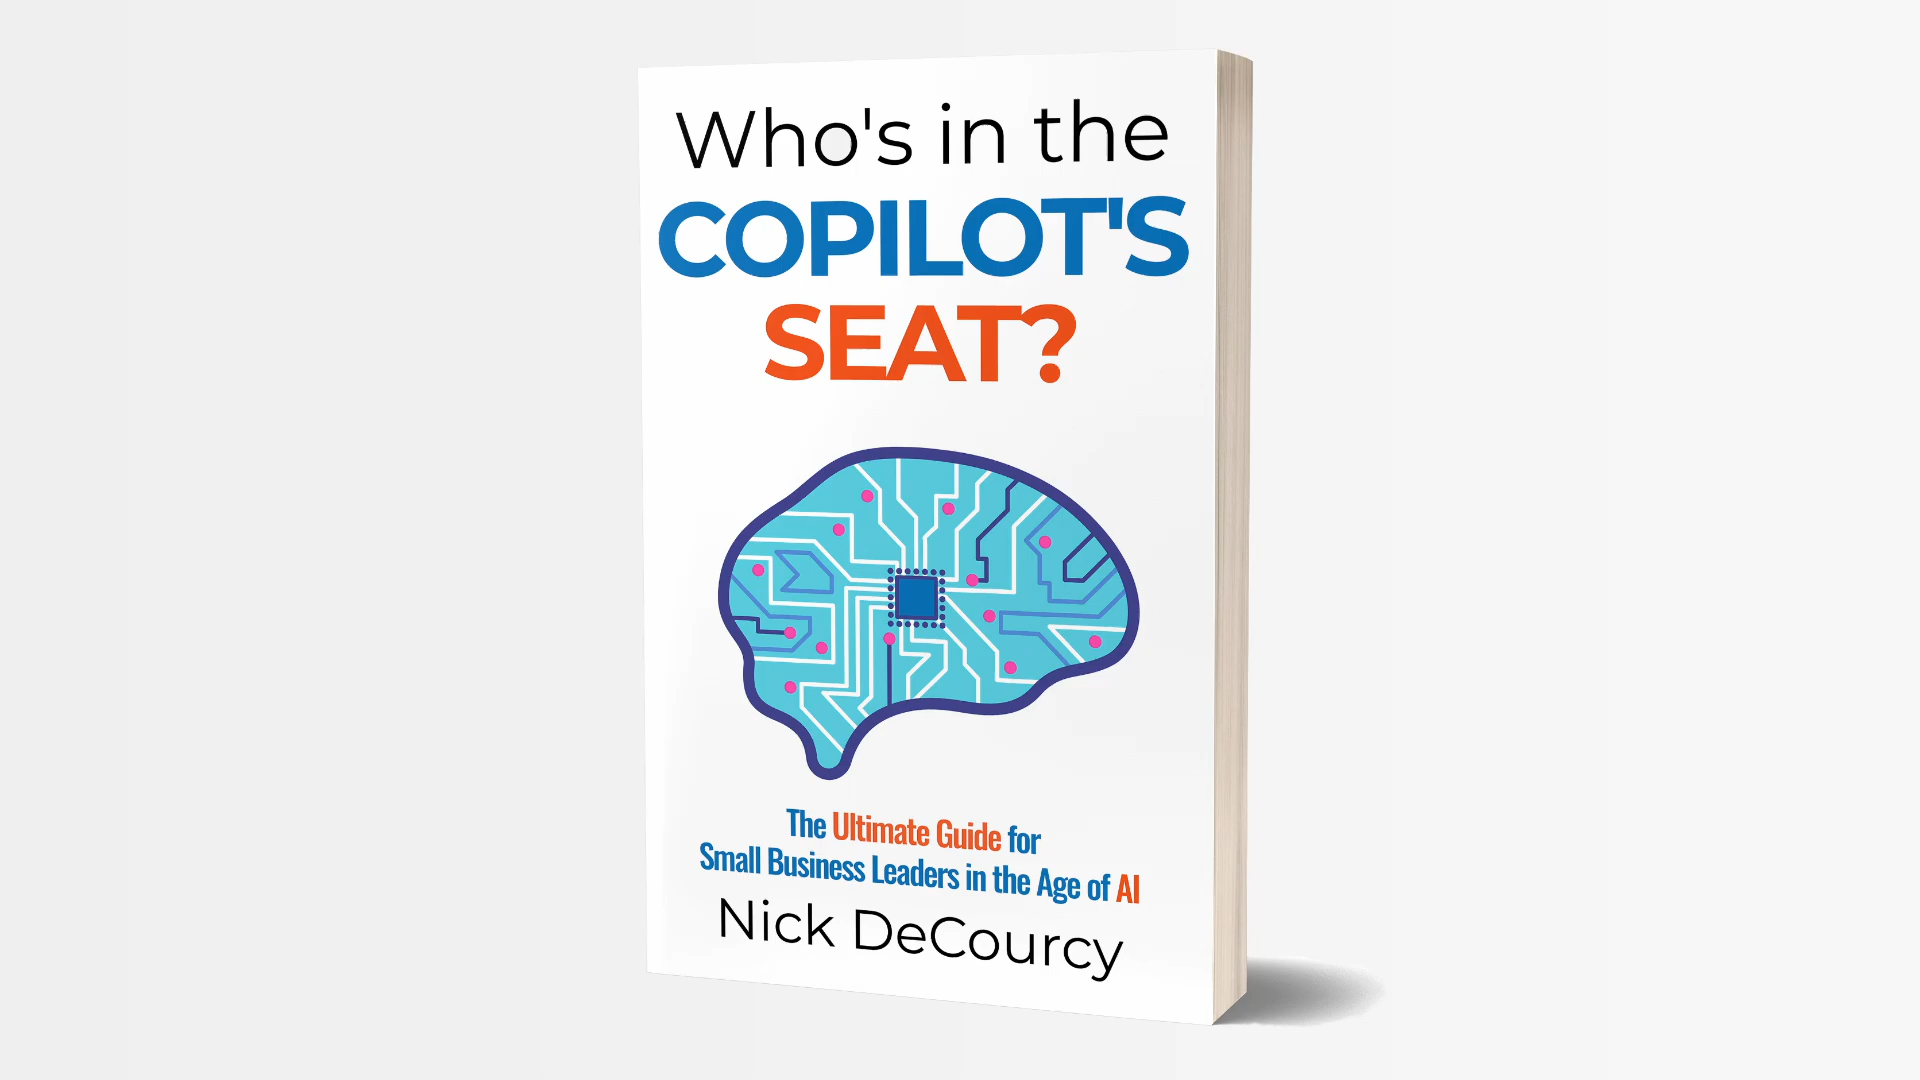 Who's in the
COPILOT'S
SEAT?
The Ultimate Guide for
Small Business Leaders in the Age of AI
Nick DeCourcy